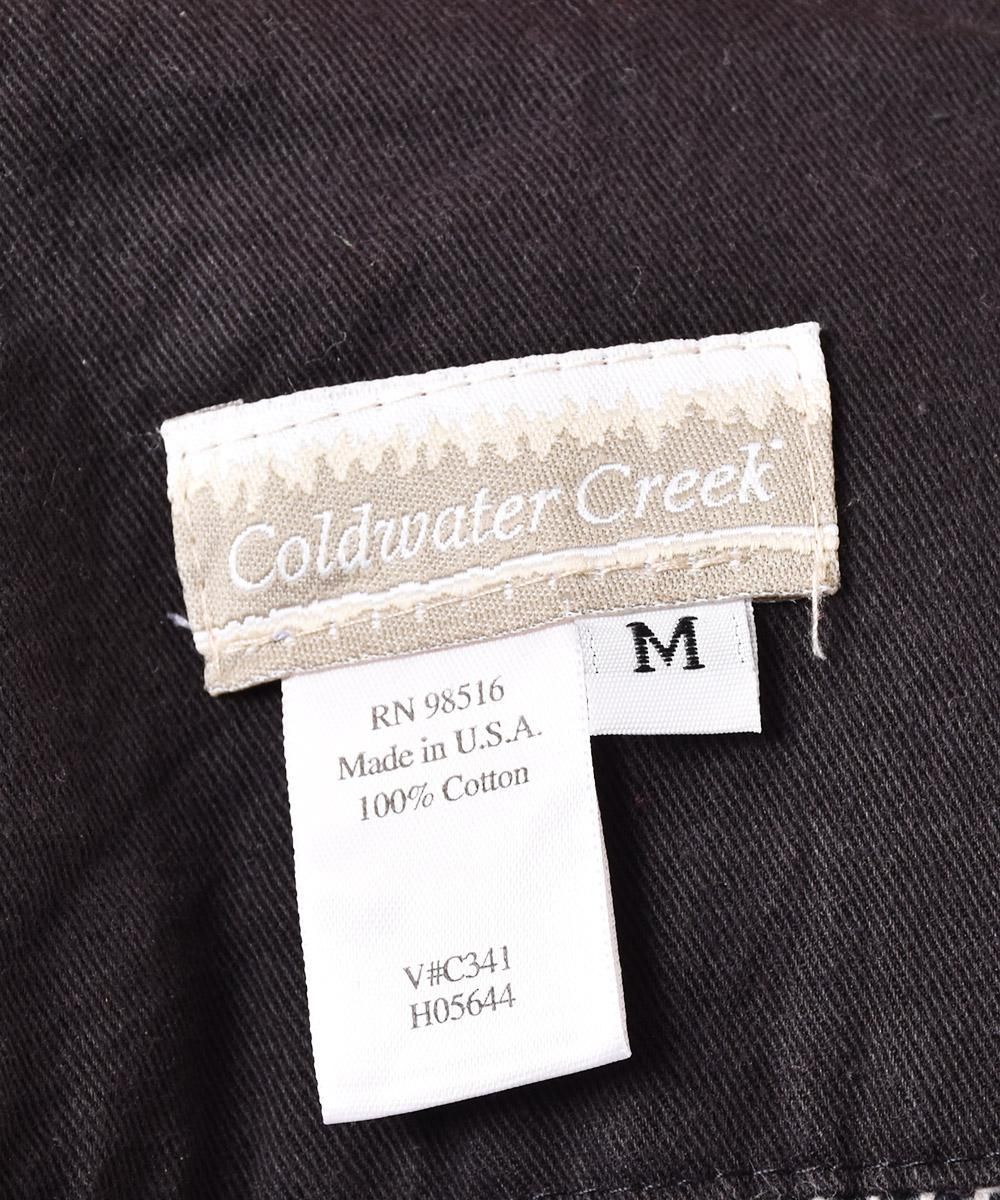 Coldwater Creek
M
RN 98516
Made in U.S.A.
100% Cotton
V#C341
H05644